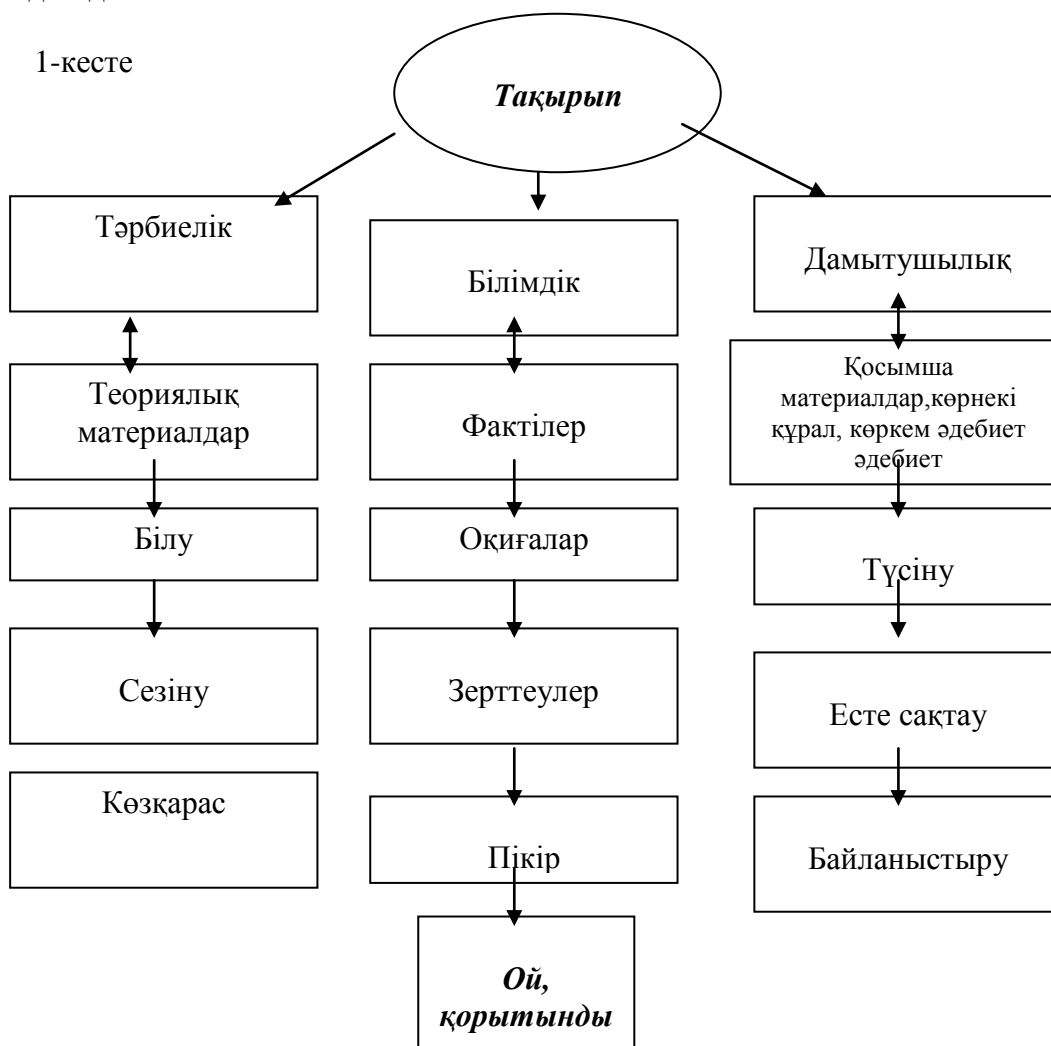 1-кесте
Тақырып
Тәрбиелік
Білімдік
Дамытушылық
Теориялық
материалдар
Фактілер
Қосымша
материалдар,көрнекі
құрал, көркем әдебиет
әдебиет
Білу
Оқиғалар
Түсіну
Сезіну
Зерттеулер
Есте сақтау
Көзқарас
Пікір
Байланыстыру
Ой,
қорытынды